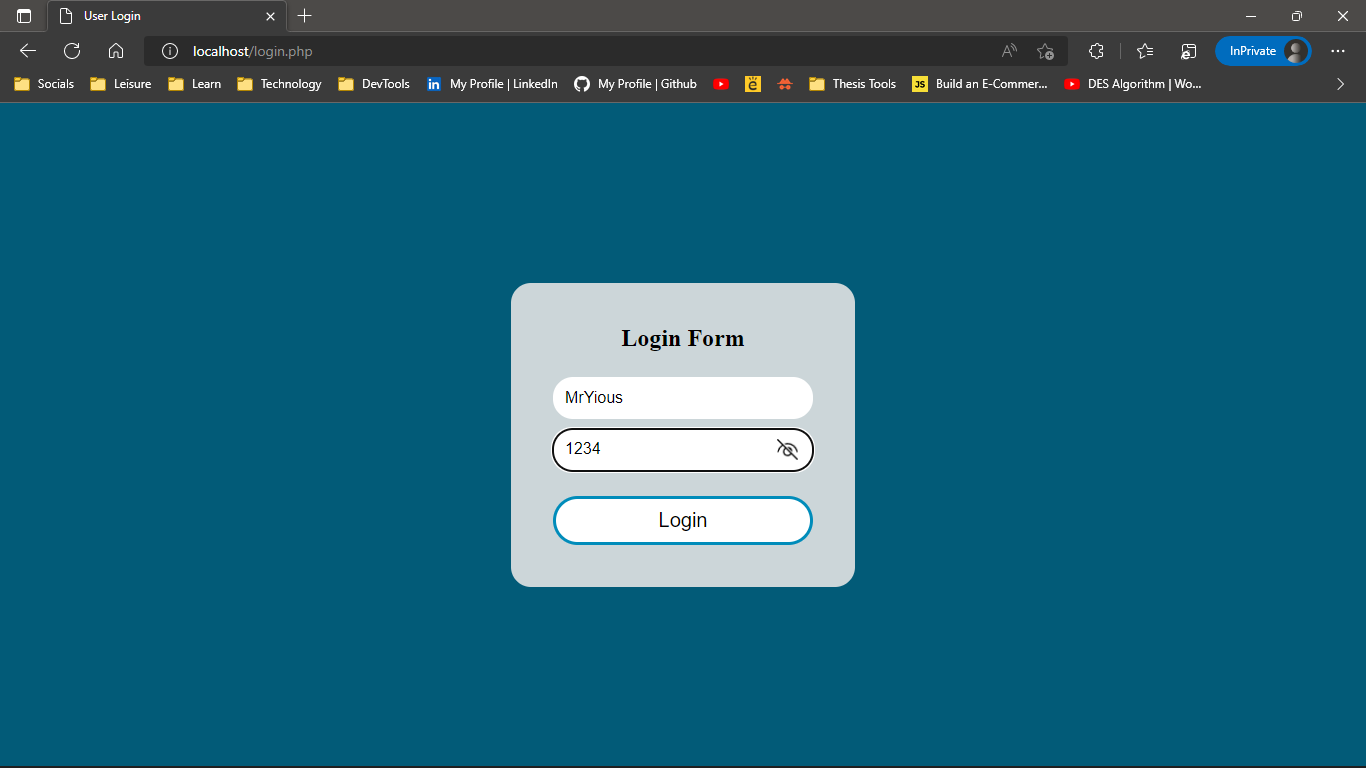 User Login
localhost/login.php
InPrivate
Socials Leisure Learn Technology DevTools My Profile | LinkedIn My Profile | Github Thesis Tools JS Build an E-Commer... DES Algorithm | Wo...
Login Form
MrYious
1234
Login